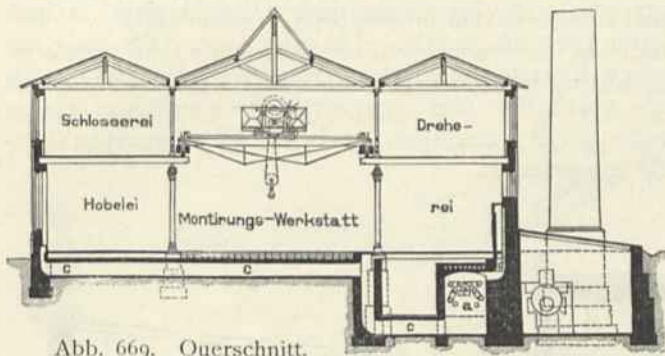 Schlosserei
Drehe-
Hobelei
Montirungs-Werkstatt
rei
c
c
c
a
Abb. 669. Querschnitt.